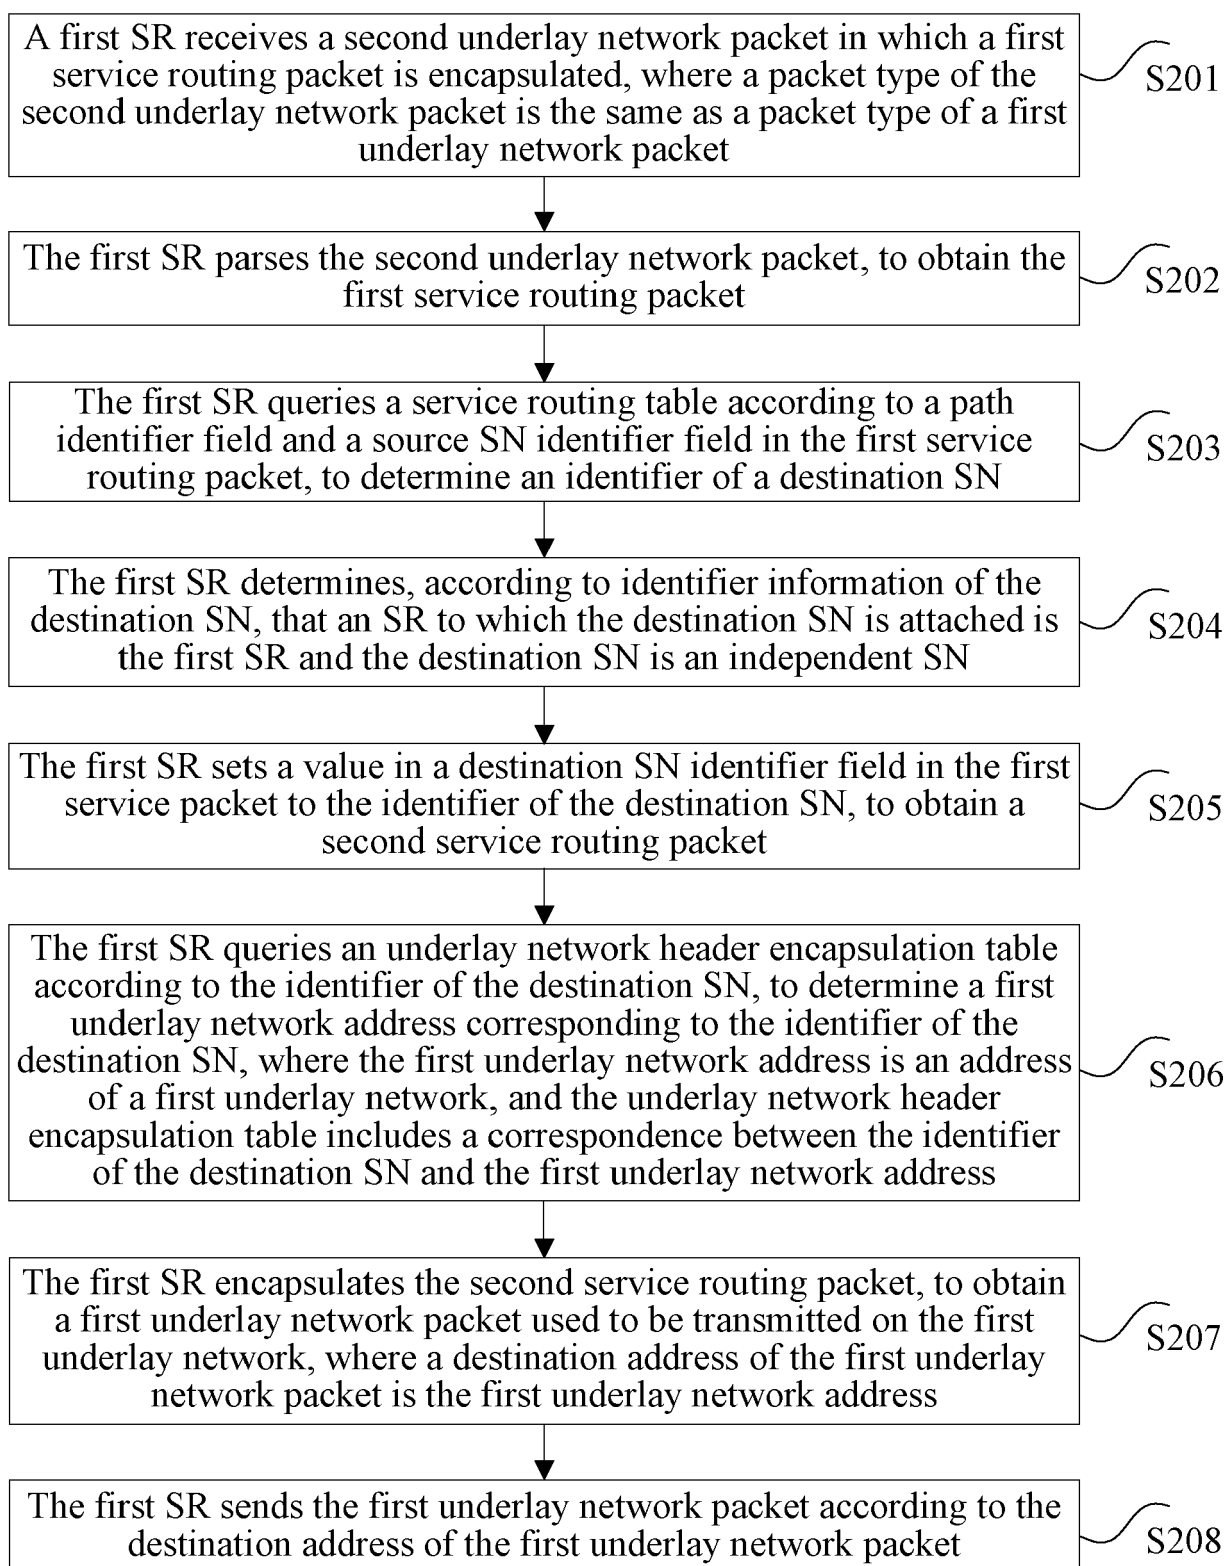 A first SR receives a second underlay network packet in which a first
service routing packet is encapsulated, where a packet type of the
second underlay network packet is the same as a packet type of a first
underlay network packet
S201
The first SR parses the second underlay network packet, to obtain the
first service routing packet
S202
The first SR queries a service routing table according to a path
identifier field and a source SN identifier field in the first service
routing packet, to determine an identifier of a destination SN
S203
The first SR determines, according to identifier information of the
destination SN, that an SR to which the destination SN is attached is
the first SR and the destination SN is an independent SN
S204
The first SR sets a value in a destination SN identifier field in the first
service packet to the identifier of the destination SN, to obtain a
second service routing packet
S205
The first SR queries an underlay network header encapsulation table
according to the identifier of the destination SN, to determine a first
underlay network address corresponding to the identifier of the
destination SN, where the first underlay network address is an address
of a first underlay network, and the underlay network header
encapsulation table includes a correspondence between the identifier
of the destination SN and the first underlay network address
S206
The first SR encapsulates the second service routing packet, to obtain
a first underlay network packet used to be transmitted on the first
underlay network, where a destination address of the first underlay
network packet is the first underlay network address
S207
The first SR sends the first underlay network packet according to the
destination address of the first underlay network packet
S208